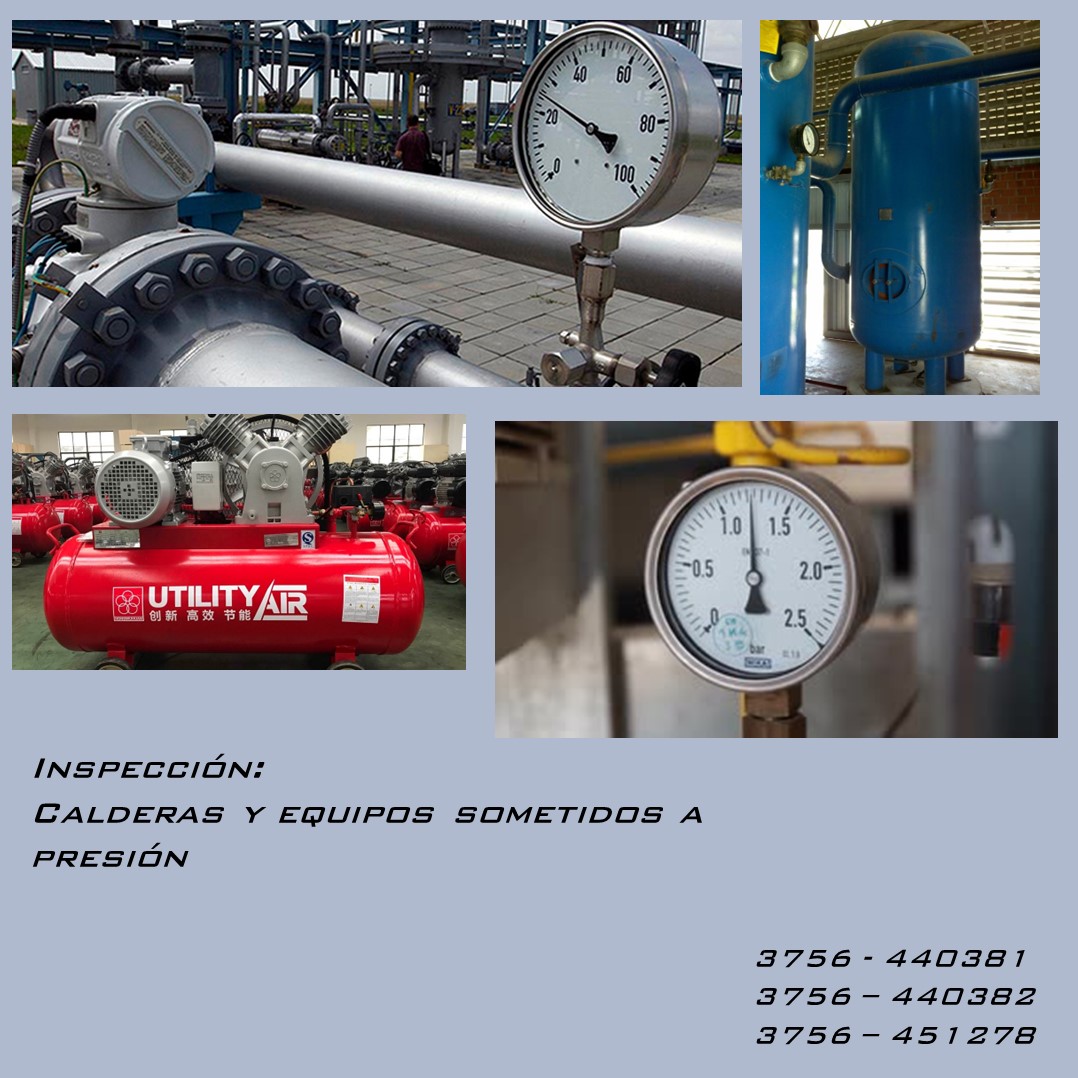 40 60
20 80
0 100
UTILITY AIR
创新 高效 节能
1.0 1.5
0.5 2.0
0 2.5
bar
WIKA
Inspección:
Calderas y equipos sometidos a
presión
3756 - 440381
3756 – 440382
3756 – 451278